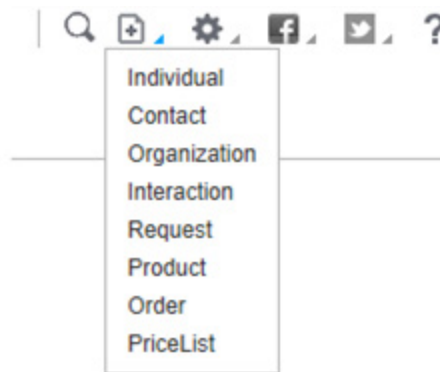 ?
Individual
Contact
Organization
Interaction
Request
Product
Order
PriceList